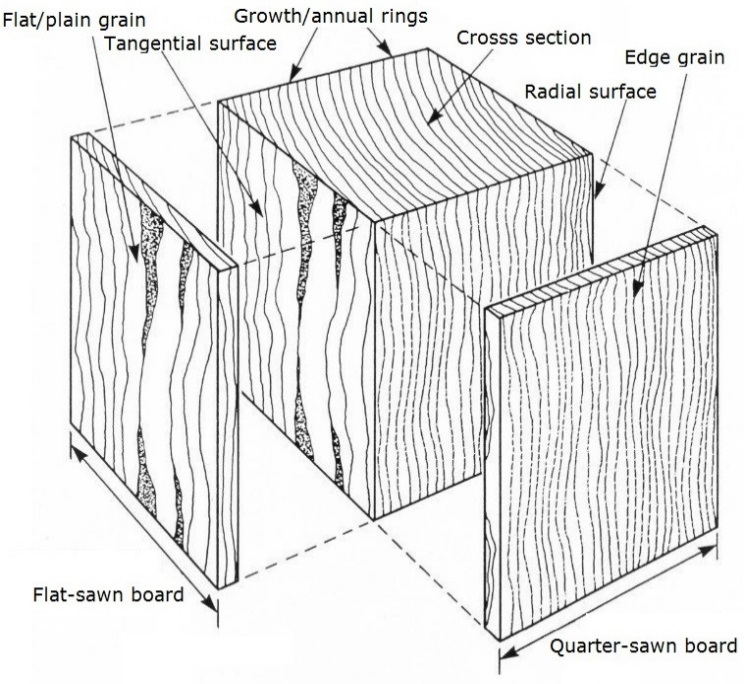 Flat/plain grain
Growth/annual rings
Tangential surface
Crosss section
Edge grain
Radial surface
Flat-sawn board
Quarter-sawn board